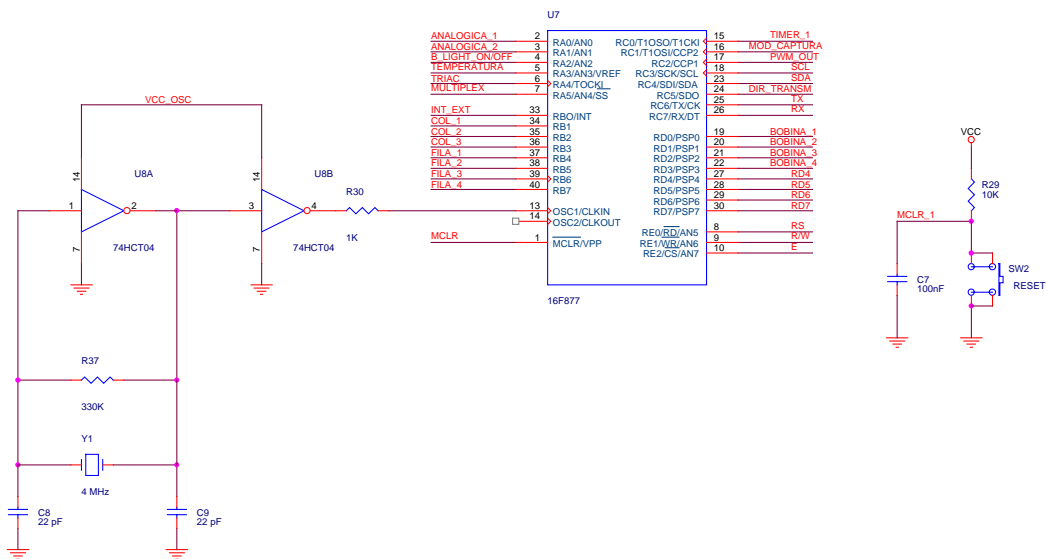 U7
ANALOGICA_1 2 RA0/AN0 RC0/T1OSO/T1CKI 15 TIMER_1
ANALOGICA_2 3 RA1/AN1 RC1/T1OSI/CCP2 16 MOD_CAPTURA
B_LIGHT_ON/OFF 4 RA2/AN2 RC2/CCP1 17 PWM_OUT
TEMPERATURA 5 RA3/AN3/VREF RC3/SCK/SCL 18 SCL
TRIAC 6 RA4/TOCKI RC4/SDI/SDA 23 SDA
MULTIPLEX 7 RA5/AN4/SS RC5/SDO 24 DIR_TRANSM
RC6/TX/CK 25 TX
INT_EXT 33 RBO/INT RC7/RX/DT 26 RX
COL_1 34 RB1
COL_2 35 RB2 RD0/PSP0 19 BOBINA_1
COL_3 36 RB3 RD1/PSP1 20 BOBINA_2
FILA_1 37 RB4 RD2/PSP2 21 BOBINA_3
FILA_2 38 RB5 RD3/PSP3 22 BOBINA_4
FILA_3 39 RB6 RD4/PSP4 27 RD4
FILA_4 40 RB7 RD5/PSP5 28 RD5
RD6/PSP6 29 RD6
13 OSC1/CLKIN RD7/PSP7 30 RD7
14 OSC2/CLKOUT
RE0/RD/AN5 8 RS
MCLR 1 MCLR/VPP RE1/WR/AN6 9 R/W
RE2/CS/AN7 10 E
16F877
VCC_OSC
14 U8A
1 2
7 74HCT04
14 U8B
3 4
7 74HCT04
R30
1K
R37
330K
Y1
4 MHz
C8
22 pF
C9
22 pF
VCC
R29
10K
MCLR_1
C7
100nF
SW2
RESET